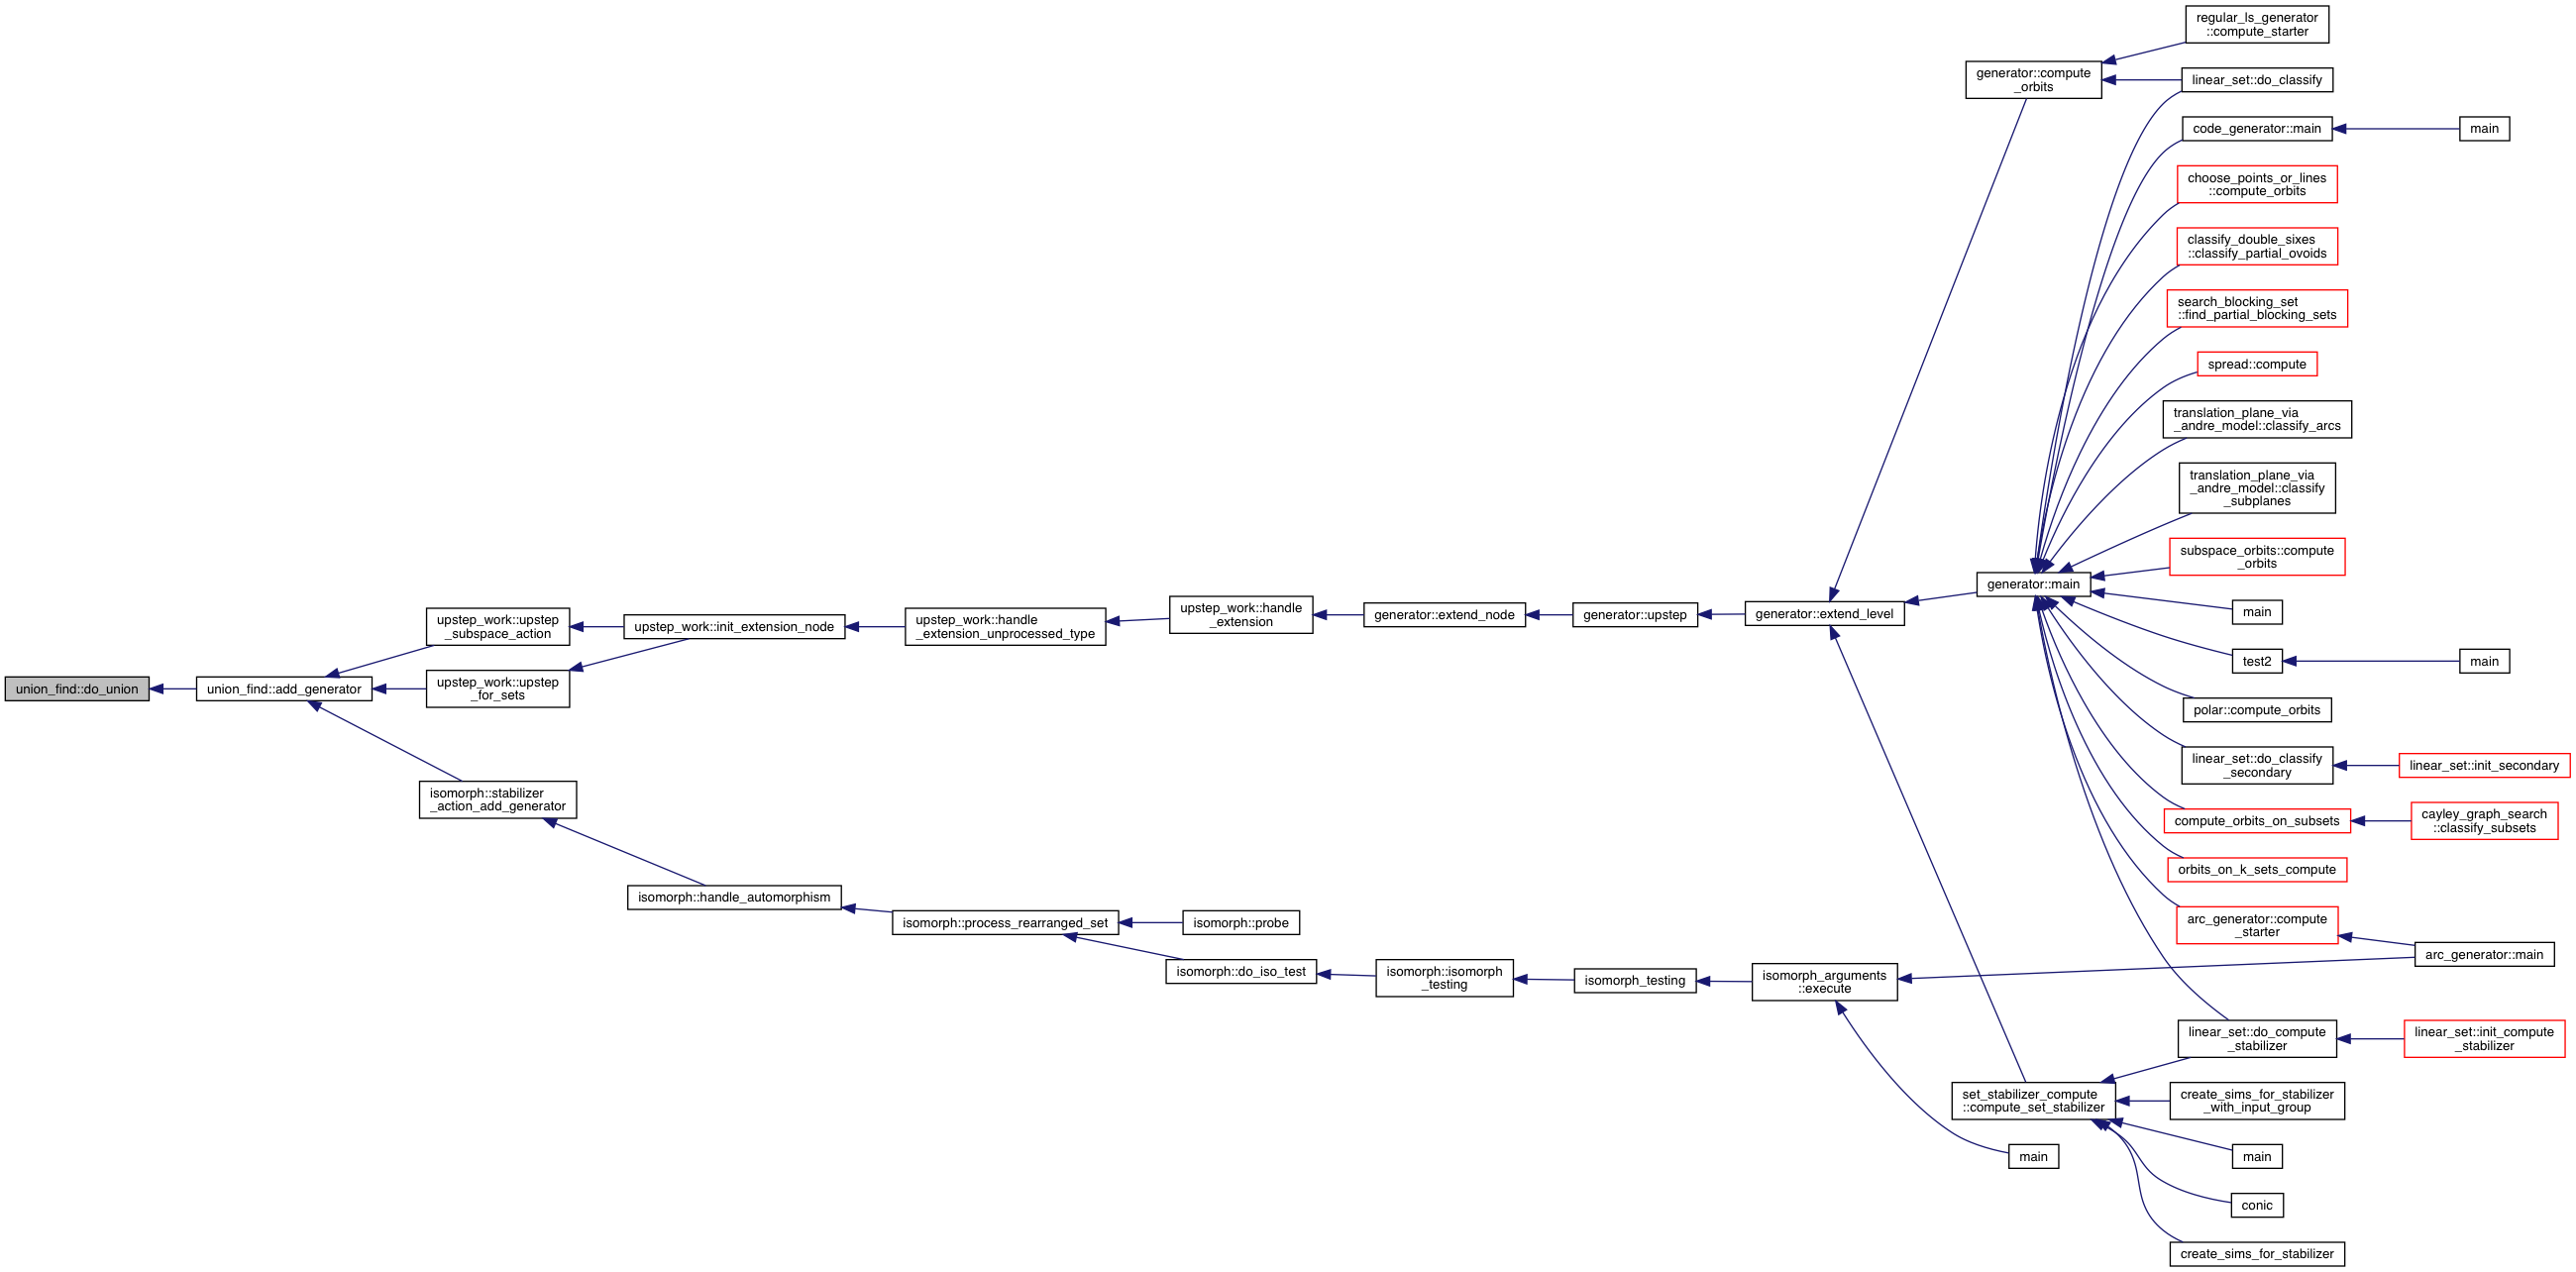 union_find::do_union
union_find::add_generator
upstep_work::upstep
_subspace_action
upstep_work::upstep
_for_sets
isomorph::stabilizer
_action_add_generator
upstep_work::init_extension_node
isomorph::handle_automorphism
upstep_work::handle
_extension_unprocessed_type
isomorph::process_rearranged_set
upstep_work::handle
_extension
isomorph::probe
isomorph::do_iso_test
generator::extend_node
isomorph::isomorph
_testing
generator::upstep
isomorph_testing
generator::extend_level
isomorph_arguments
::execute
generator::compute
_orbits
generator::main
set_stabilizer_compute
::compute_set_stabilizer
main
regular_ls_generator
::compute_starter
linear_set::do_classify
code_generator::main
main
choose_points_or_lines
::compute_orbits
classify_double_sixes
::classify_partial_ovoids
search_blocking_set
::find_partial_blocking_sets
spread::compute
translation_plane_via
_andre_model::classify_arcs
translation_plane_via
_andre_model::classify
_subplanes
subspace_orbits::compute
_orbits
main
test2
main
polar::compute_orbits
linear_set::do_classify
_secondary
linear_set::init_secondary
compute_orbits_on_subsets
cayley_graph_search
::classify_subsets
orbits_on_k_sets_compute
arc_generator::compute
_starter
arc_generator::main
linear_set::do_compute
_stabilizer
linear_set::init_compute
_stabilizer
create_sims_for_stabilizer
_with_input_group
main
conic
create_sims_for_stabilizer